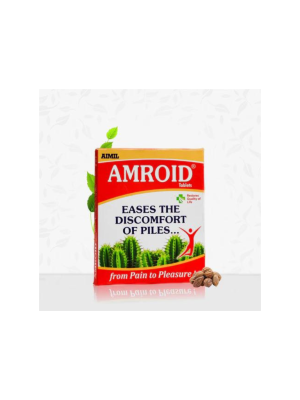 AIMIL
AMROID®
Tablets
EASES THE
DISCOMFORT
OF PILES...
from Pain to Pleasure